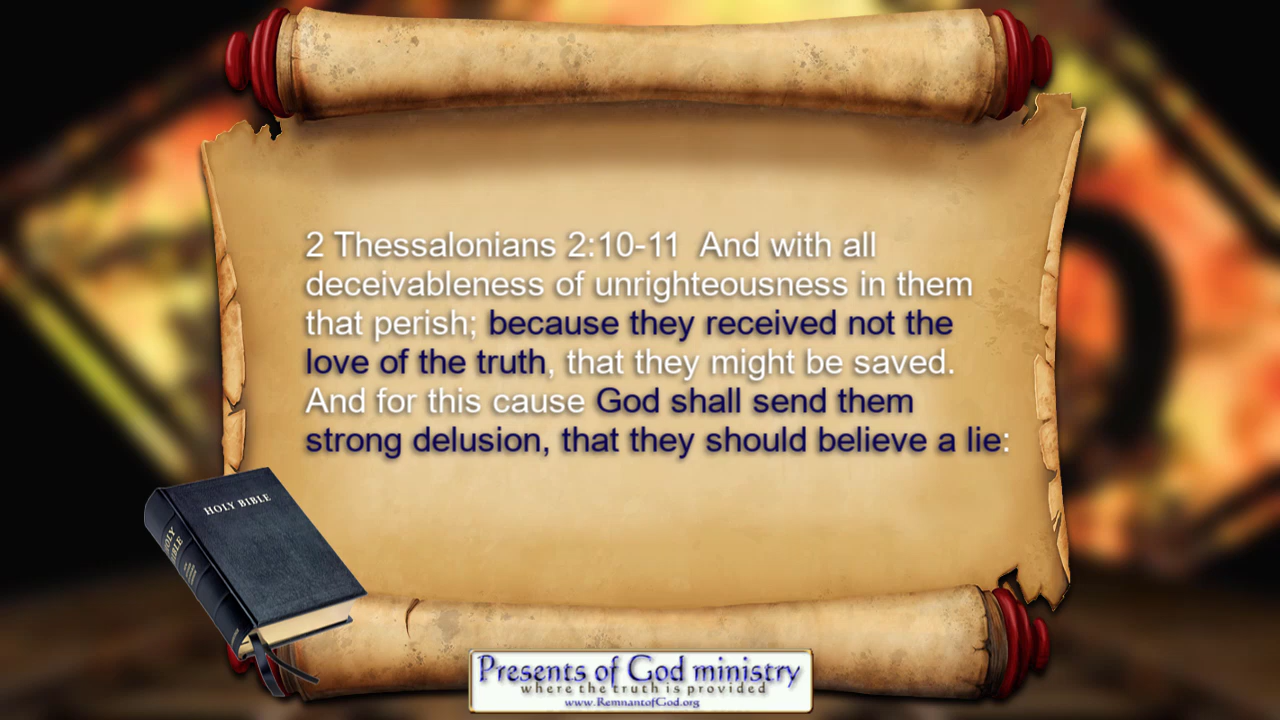 2 Thessalonians 2:10-11  And with all
deceivableness of unrighteousness in them
that perish; because they received not the
love of the truth, that they might be saved.
And for this cause God shall send them
strong delusion, that they should believe a lie:
HOLY BIBLE
HOLY
BIBLE
Presents of God ministry
where the truth is provided
www.RemnantofGod.org